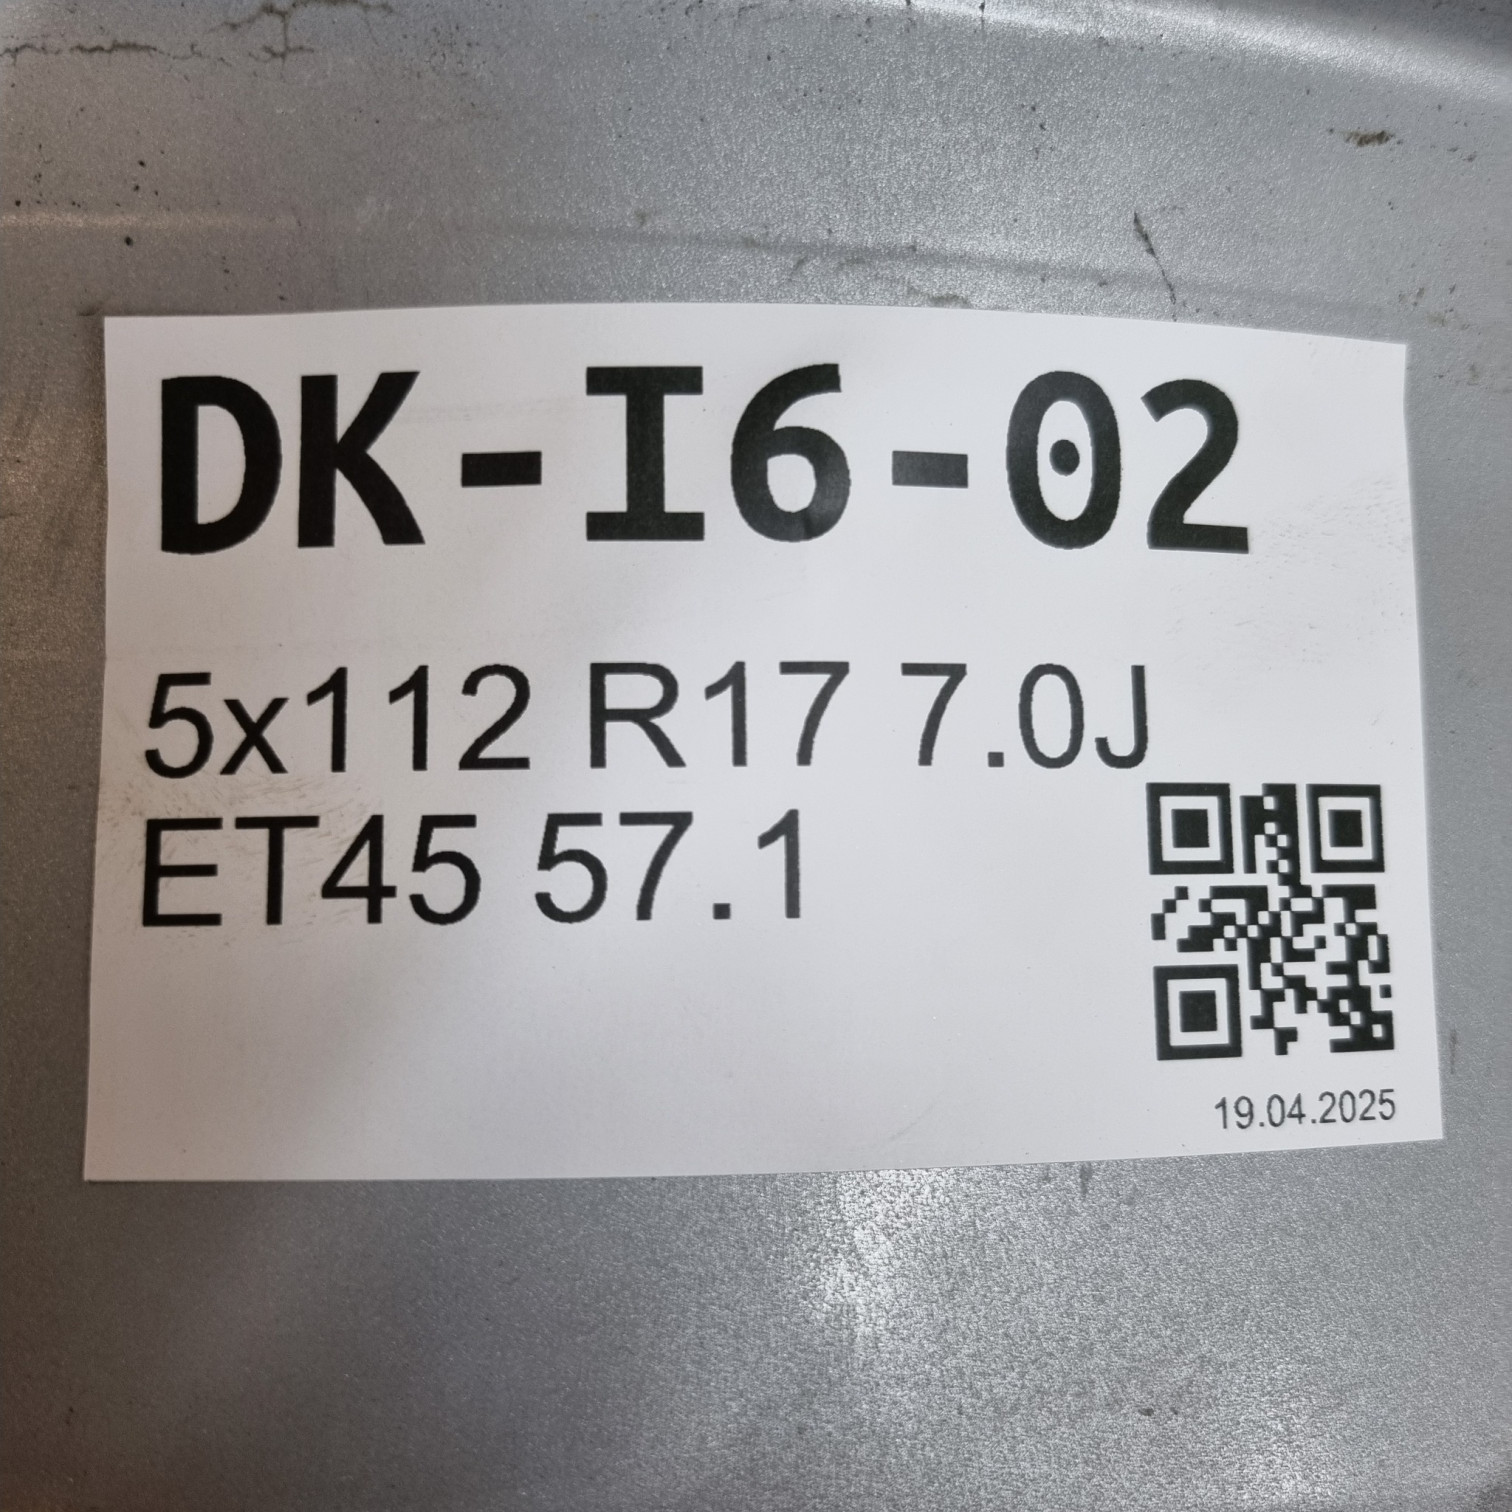 DK-I6-02
5x112 R17 7.0J
ET45 57.1
19.04.2025